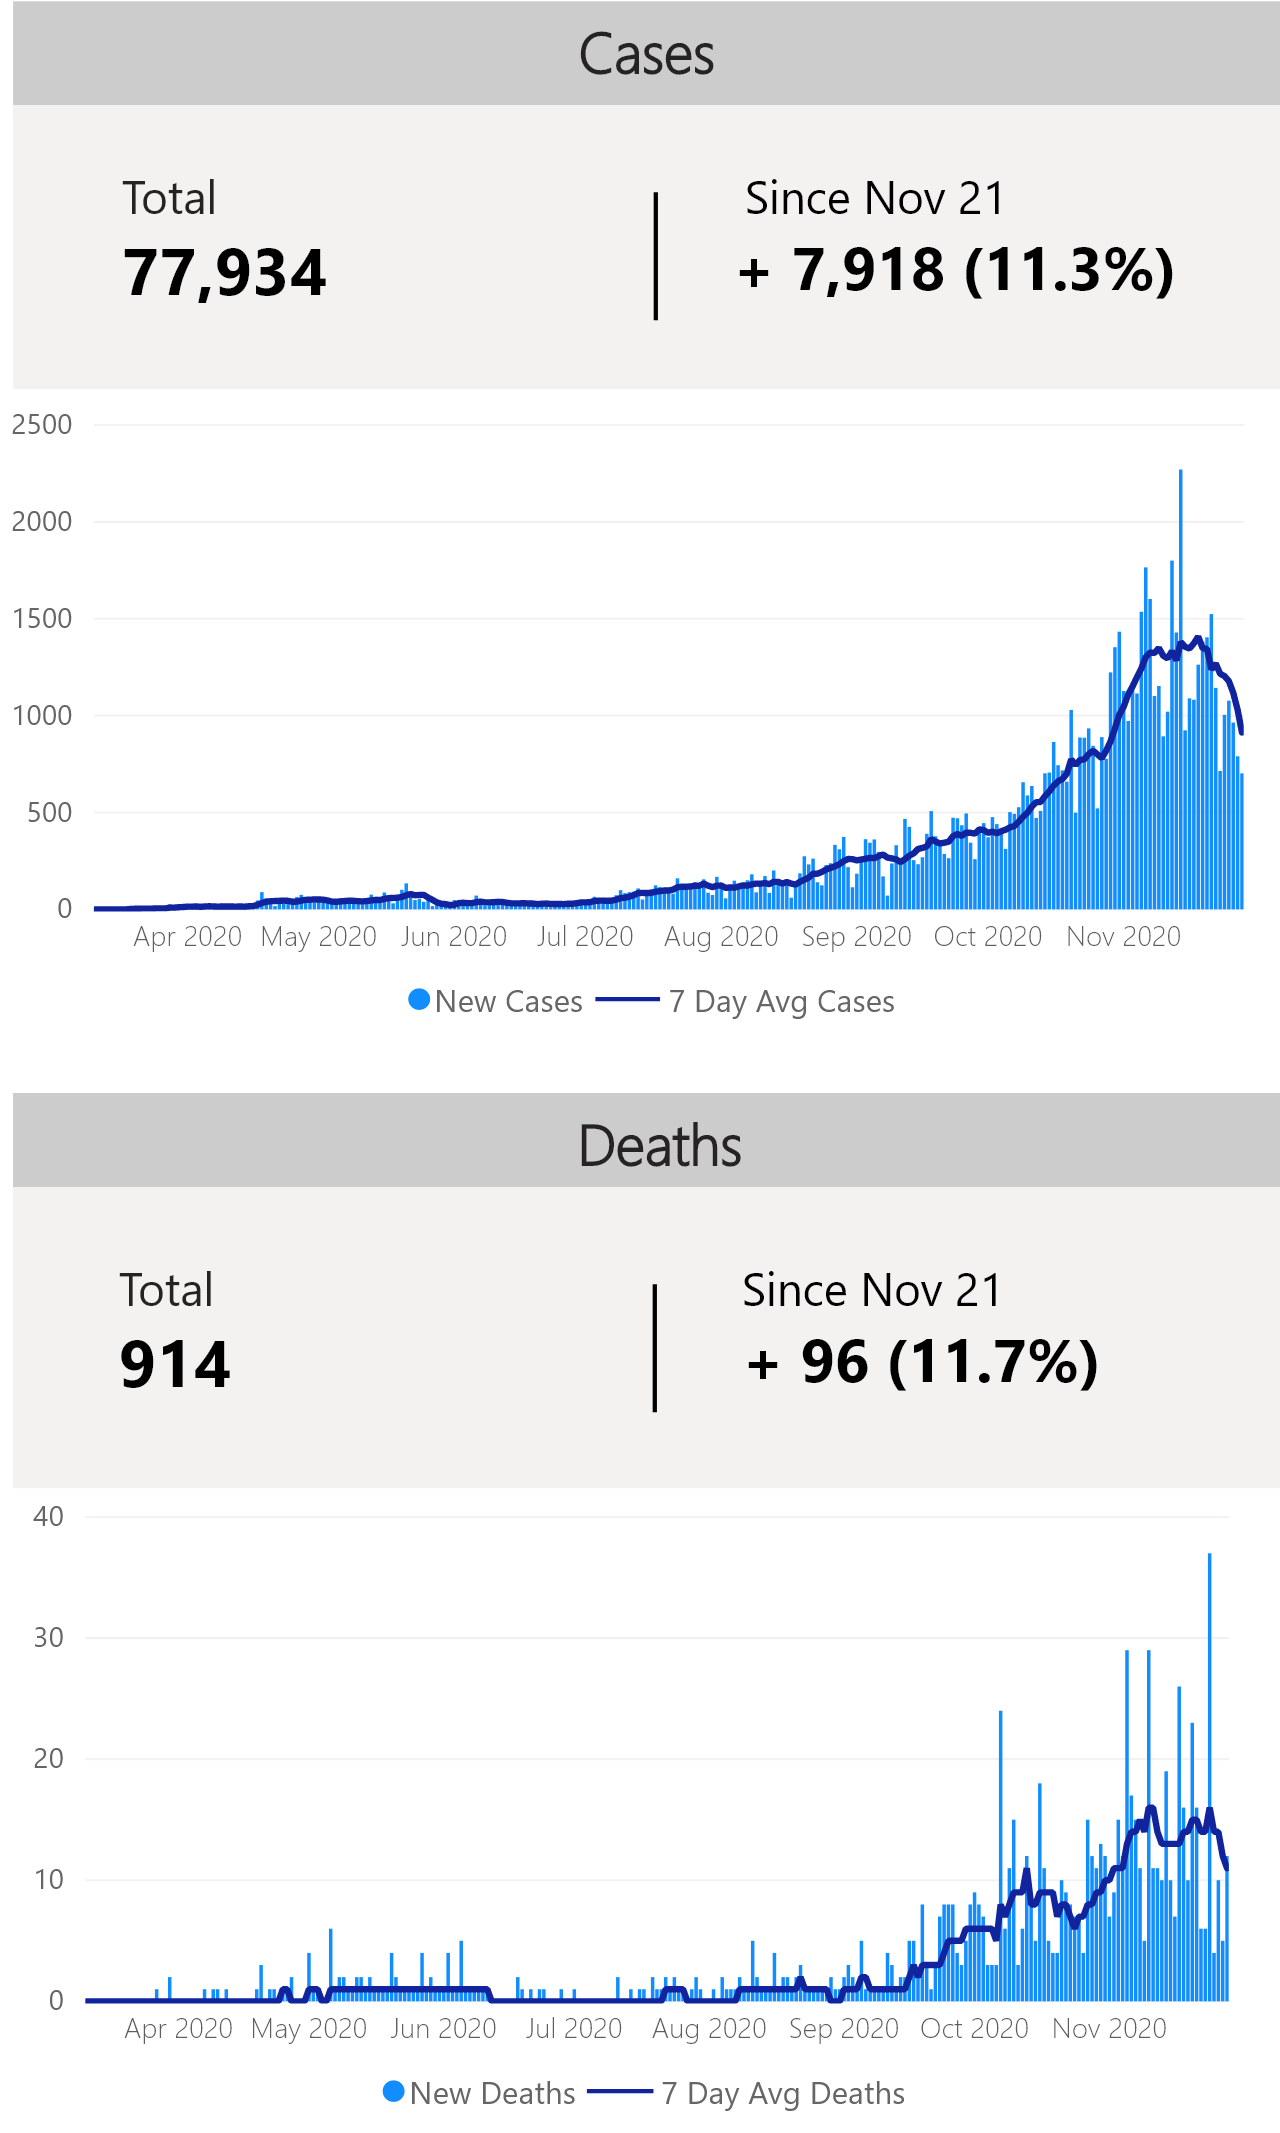 Cases
Total
Since Nov 21
77,934
+ 7,918 (11.3%)
2500
2000
1500
1000
500
0
Apr 2020 May 2020 Jun 2020 Jul 2020 Aug 2020 Sep 2020 Oct 2020 Nov 2020
New Cases 7 Day Avg Cases
Deaths
Total
Since Nov 21
914
+ 96 (11.7%)
40
30
20
10
0
Apr 2020 May 2020 Jun 2020 Jul 2020 Aug 2020 Sep 2020 Oct 2020 Nov 2020
New Deaths 7 Day Avg Deaths